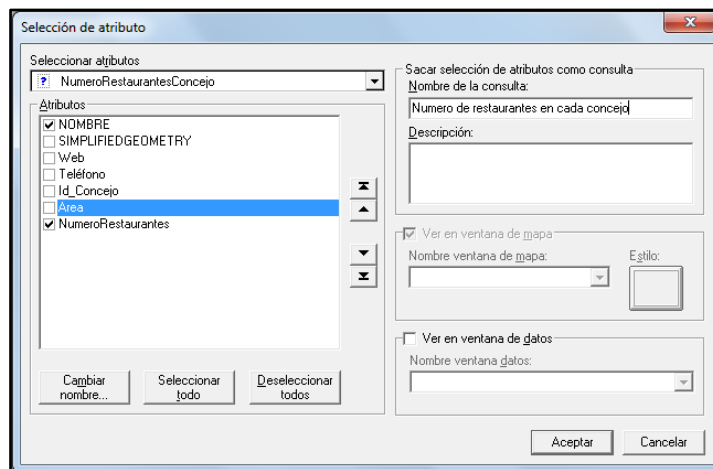 Selección de atributo
Seleccionar atributos
NumeroRestaurantesConcejo
Atributos
NOMBRE
SIMPLIFIEDGEOMETRY
Web
Teléfono
Id_Concejo
Area
NumeroRestaurantes
Cambiar nombre...
Seleccionar todo
Deseleccionar todos
Sacar selección de atributos como consulta
Nombre de la consulta:
Numero de restaurantes en cada concejo
Descripción:
Ver en ventana de mapa
Nombre ventana de mapa:
Estilo:
Ver en ventana de datos
Nombre ventana datos:
Aceptar
Cancelar